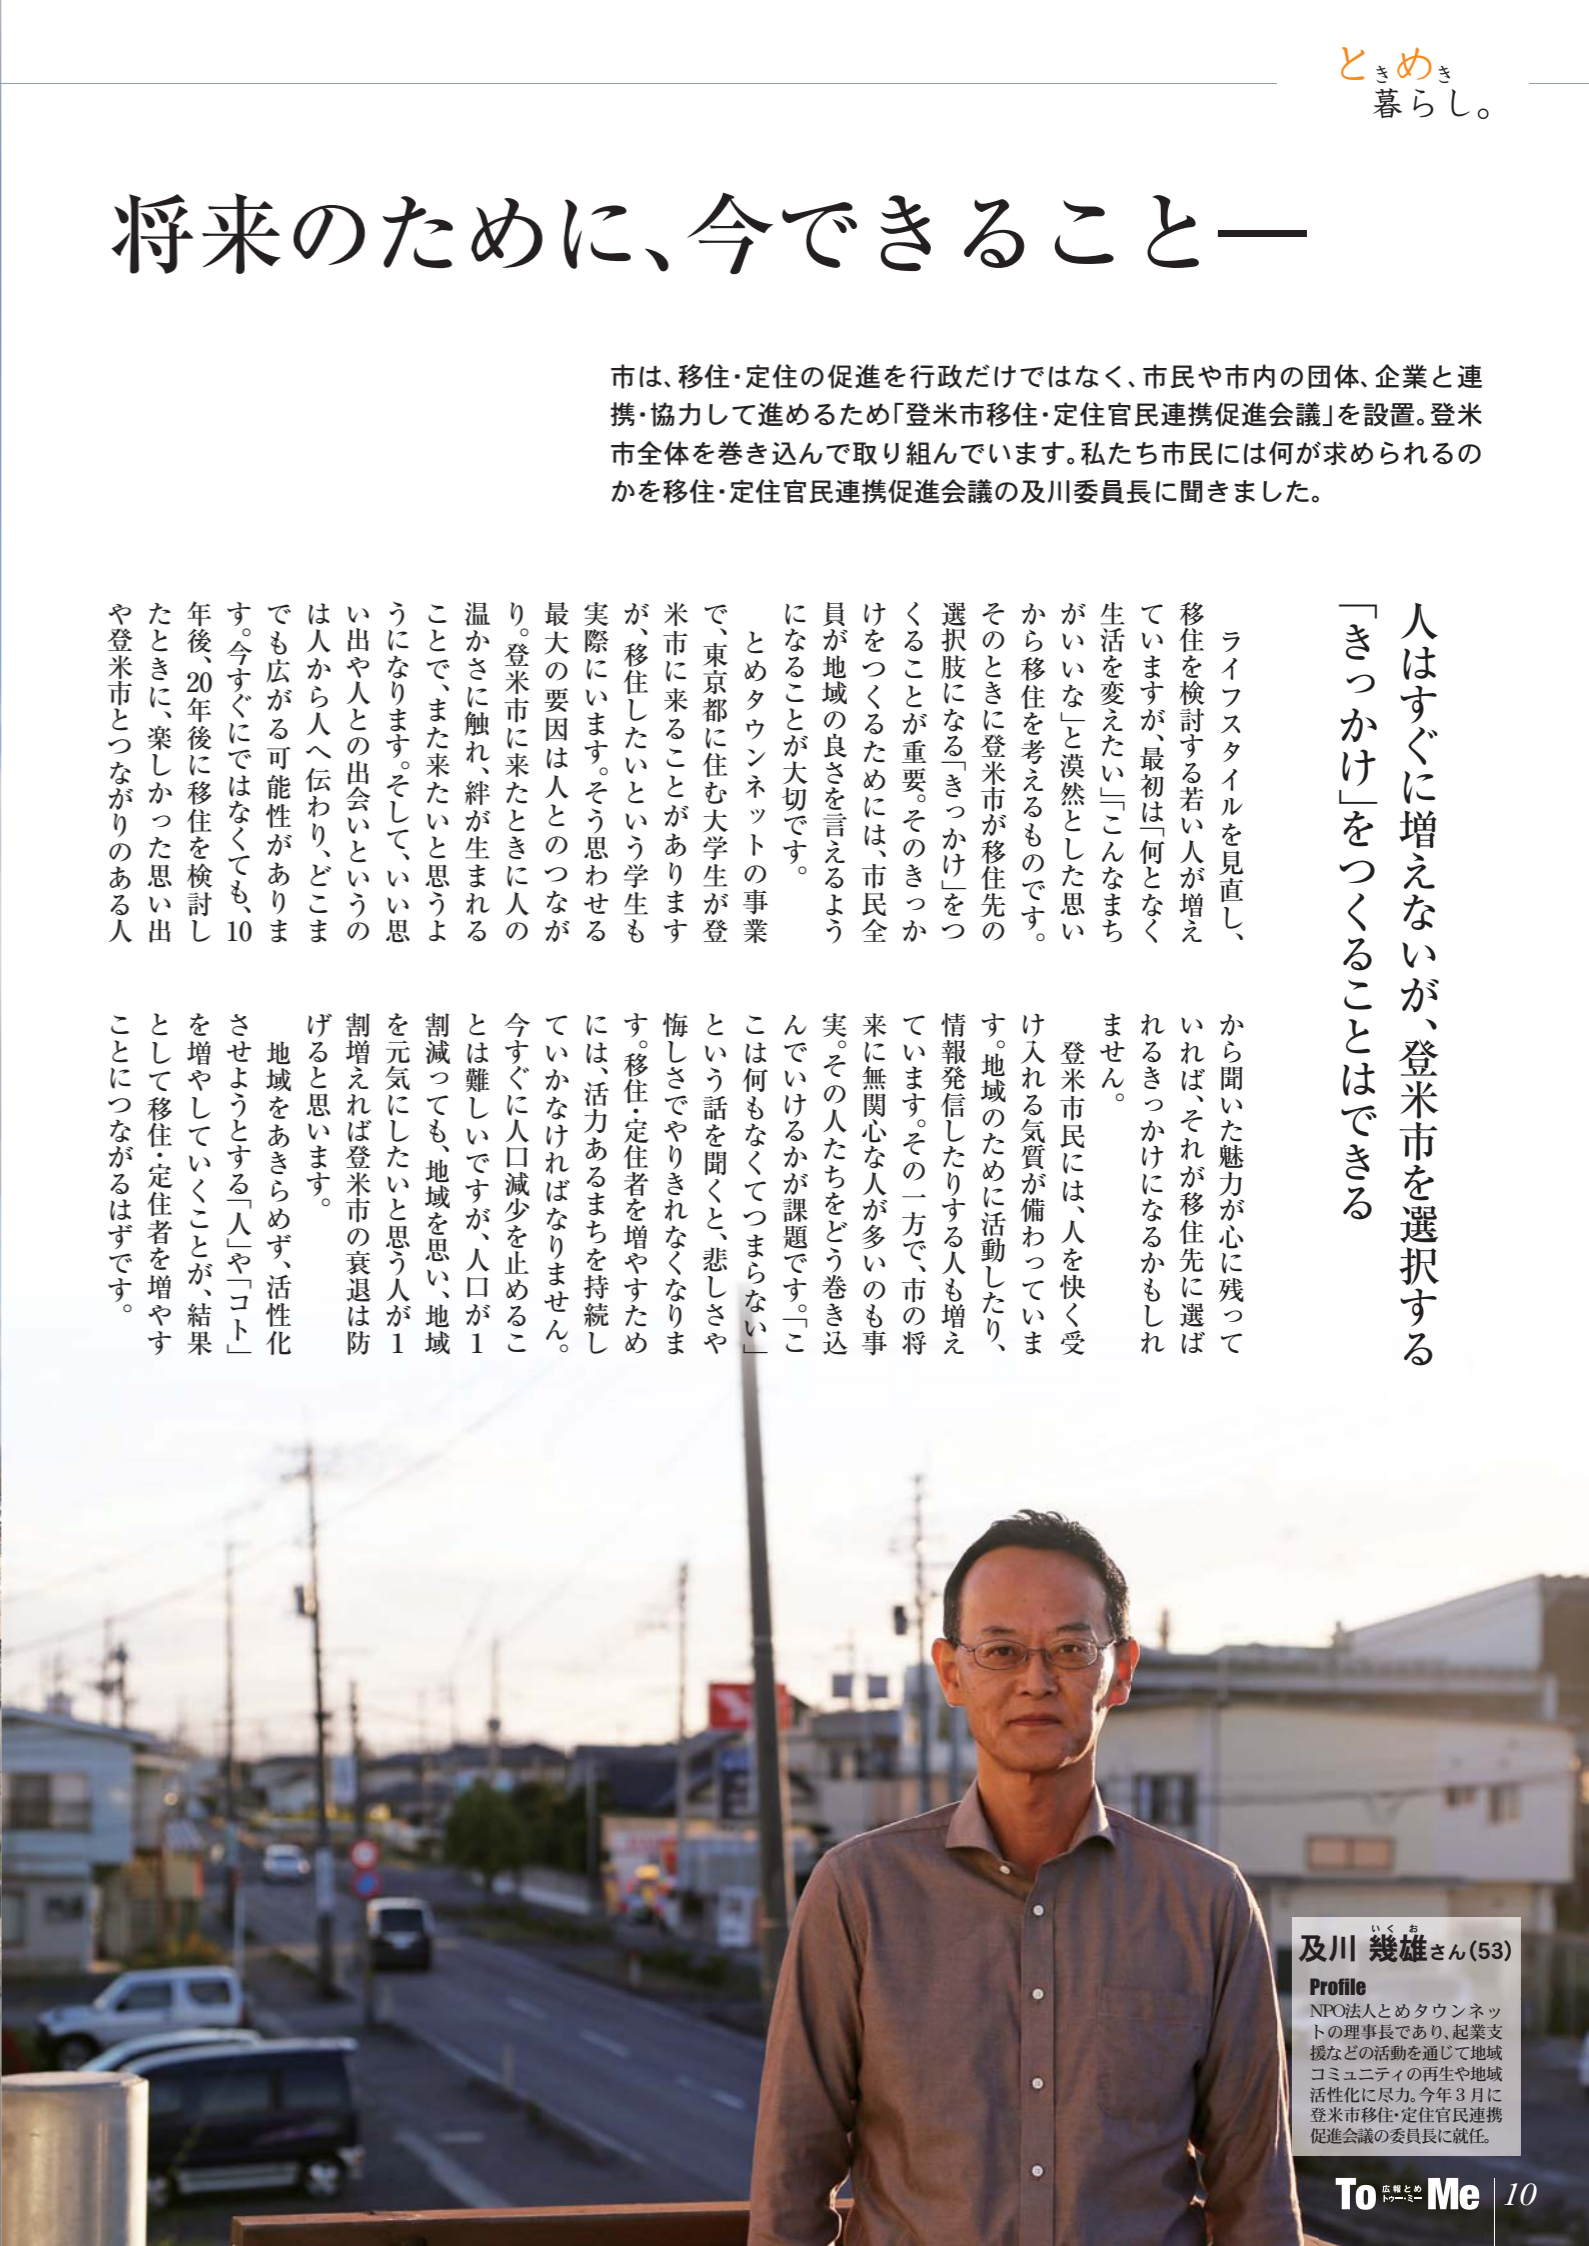 ときめき
暮らし。
将来のために、今できること―
市は、移住・定住の促進を行政だけではなく、市民や市内の団体、企業と連
携・協力して進めるため「登米市移住・定住官民連携促進会議」を設置。登米
市全体を巻き込んで取り組んでいます。私たち市民には何が求められるの
かを移住・定住官民連携促進会議の及川委員長に聞きました。
人はすぐに増えないが、登米市を選択する
「きっかけ」をつくることはできる
ライフスタイルを見直し、
移住を検討する若い人が増え
ていますが、最初は「何となく
生活を変えたい」「こんなまち
がいいな」と漠然とした思い
から移住を考えるものです。
そのときに登米市が移住先の
選択肢になる「きっかけ」をつ
くることが重要。そのきっか
けをつくるためには、市民全
員が地域の良さを言えるよう
になることが大切です。
とめタウンネットの事業
で、東京都に住む大学生が登
米市に来ることがあります
が、移住したいという学生も
実際にいます。そう思わせる
最大の要因は人とのつなが
り。登米市に来たときに人の
温かさに触れ、絆が生まれる
ことで、また来たいと思うよ
うになります。そして、いい思
い出や人との出会いというの
は人から人へ伝わり、どこま
でも広がる可能性がありま
す。今すぐにではなくても、10
年後、20年後に移住を検討し
たときに、楽しかった思い出
や登米市とつながりのある人
から聞いた魅力が心に残って
いれば、それが移住先に選ば
れるきっかけになるかもしれ
ません。
登米市民には、人を快く受
け入れる気質が備わっていま
す。地域のために活動したり、
情報発信したりする人も増え
ています。その一方で、市の将
来に無関心な人が多いのも事
実。その人たちをどう巻き込
んでいけるかが課題です。「こ
こは何もなくてつまらない」
という話を聞くと、悲しさや
悔しさでやりきれなくなりま
す。移住・定住者を増やすため
には、活力あるまちを持続し
ていかなければなりません。
今すぐに人口減少を止めるこ
とは難しいですが、人口が1
割減っても、地域を思い、地域
を元気にしたいと思う人が1
割増えれば登米市の衰退は防
げると思います。
地域をあきらめず、活性化
させようとする「人」や「コト」
を増やしていくことが、結果
として移住・定住者を増やす
ことにつながるはずです。
いくお
及川 幾雄さん(53)
Profile
NPO法人とめタウンネッ
トの理事長であり、起業支
援などの活動を通じて地域
コミュニティの再生や地域
活性化に尽力。今年3月に
登米市移住・定住官民連携
促進会議の委員長に就任。
To 広報とめ トゥー・ミー Me 10